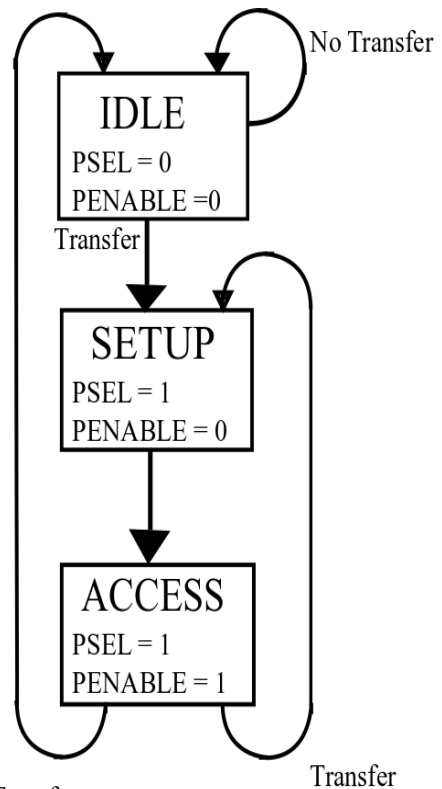 No Transfer
IDLE
PSEL = 0
PENABLE =0
Transfer
SETUP
PSEL = 1
PENABLE = 0
ACCESS
PSEL = 1
PENABLE = 1
Transfer